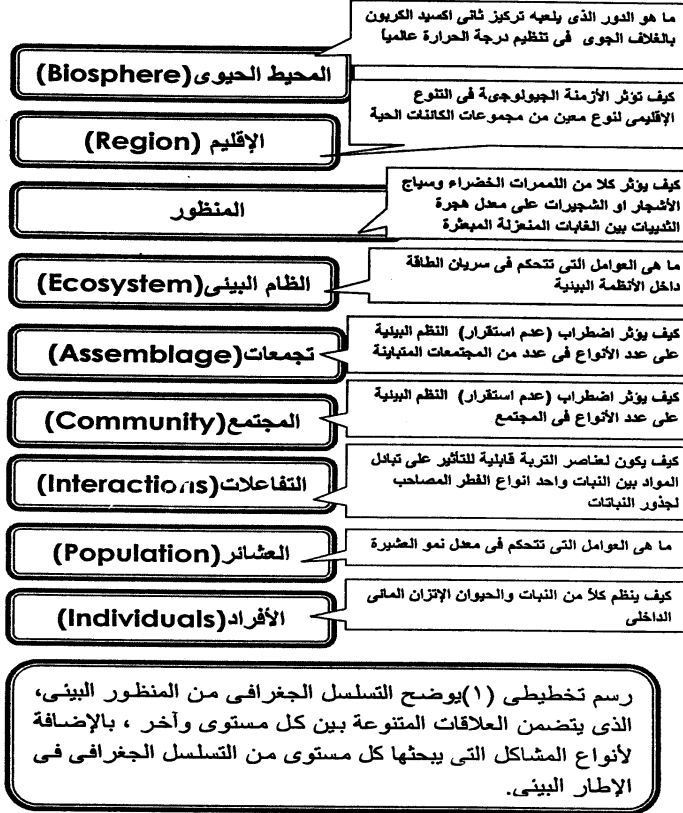 ما هو الدور الذى يلعبه تركيز ثانى اكسيد الكربون
بالغلاف الجوى فى تنظيم درجة الحرارة عالمياً
المحيط الحيوى(Biosphere)
كيف تؤثر الأزمنة الجيولوجية فى التنوع
الإقليمى لنوع معين من مجموعات الكائنات الحية
الإقليم (Region)
كيف يؤثر كلا من اللممرات الخضراء وسياج
الأشجار او الشجيرات على معدل هجرة
الثدييات بين الغابات المنعزلة المبعثرة
المنظور
ما هى العوامل التى تتحكم فى سريان الطاقة
داخل الأنظمة البيئية
الظام البيئى(Ecosystem)
كيف يؤثر اضطراب (عدم استقرار) النظم البيئية
على عدد الأنواع فى عدد من المجتمعات المتباينة
تجمعات(Assemblage)
كيف يؤثر اضطراب (عدم استقرار) النظم البيئية
على عدد الأنواع فى المجتمع
المجتمع(Community)
كيف يكون لعناصر التربة قابلية للتأثير على تبادل
المواد بين النبات واحد انواع الفطر المصاحب
لجذور النباتات
التفاعلات(Interactions)
ما هى العوامل التى تتحكم فى معدل نمو العشيرة
العشائر(Population)
كيف ينظم كلاً من النبات والحيوان الإتزان المائى
الداخلى
الأفراد(Individuals)
رسم تخطيطى (١)يوضح التسلسل الجغرافى من المنظور البيئى،
الذى يتضمن العلاقات المتنوعة بين كل مستوى وآخر ، بالإضافة
لأنواع المشاكل التى يبحثها كل مستوى من التسلسل الجغرافى فى
الإطار البيئى.